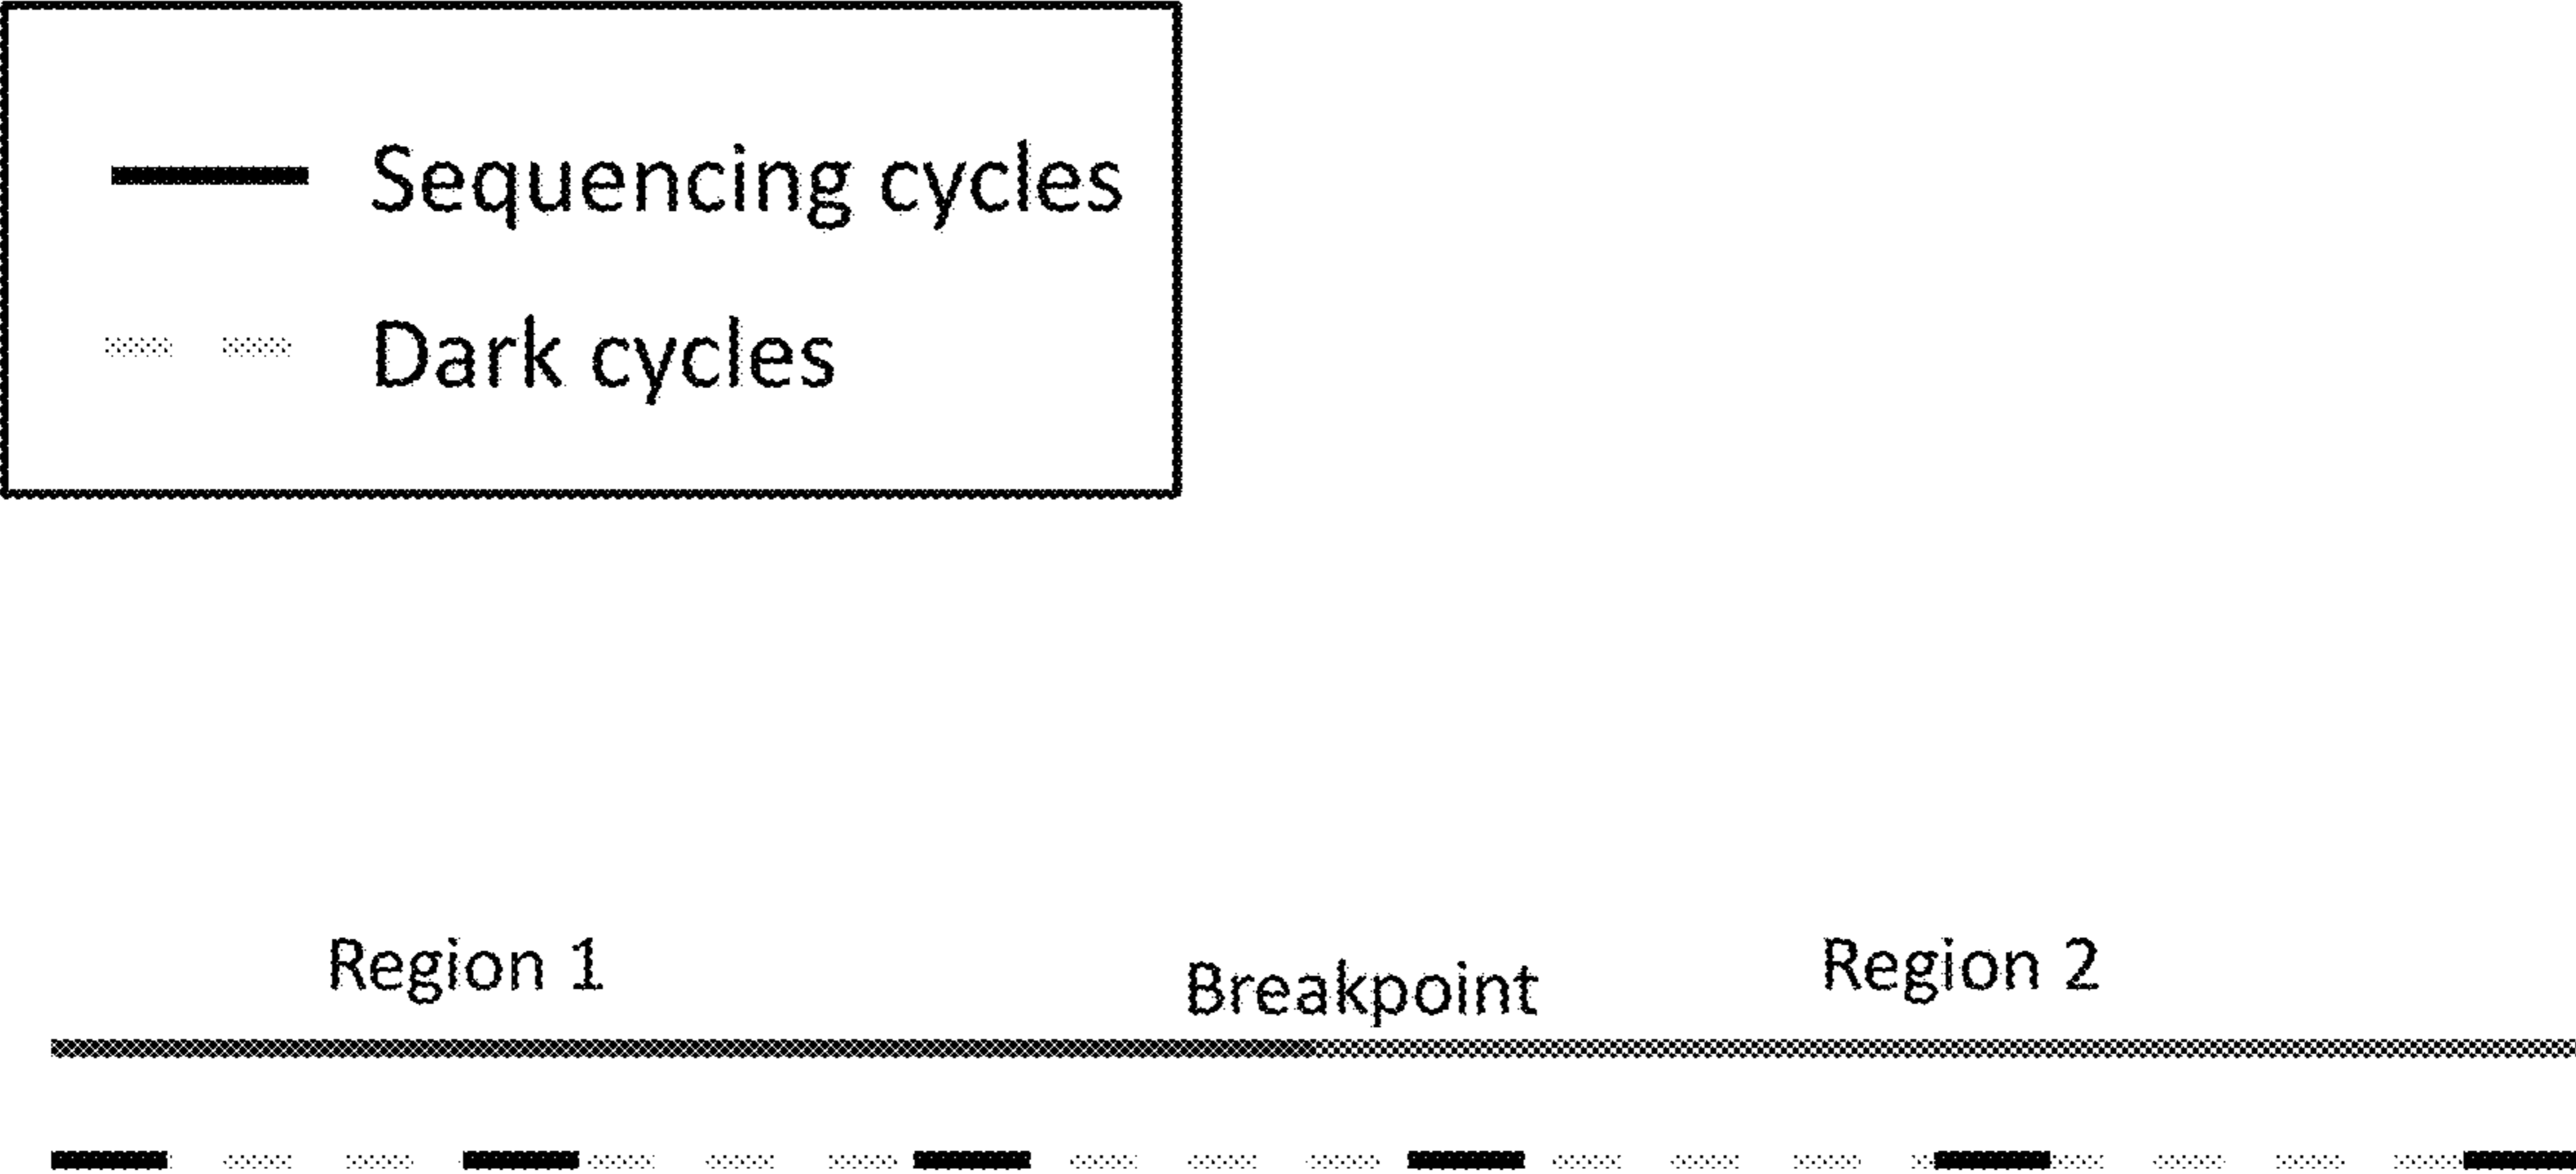 Sequencing cycles
Dark cycles
Region 1
Breakpoint
Region 2